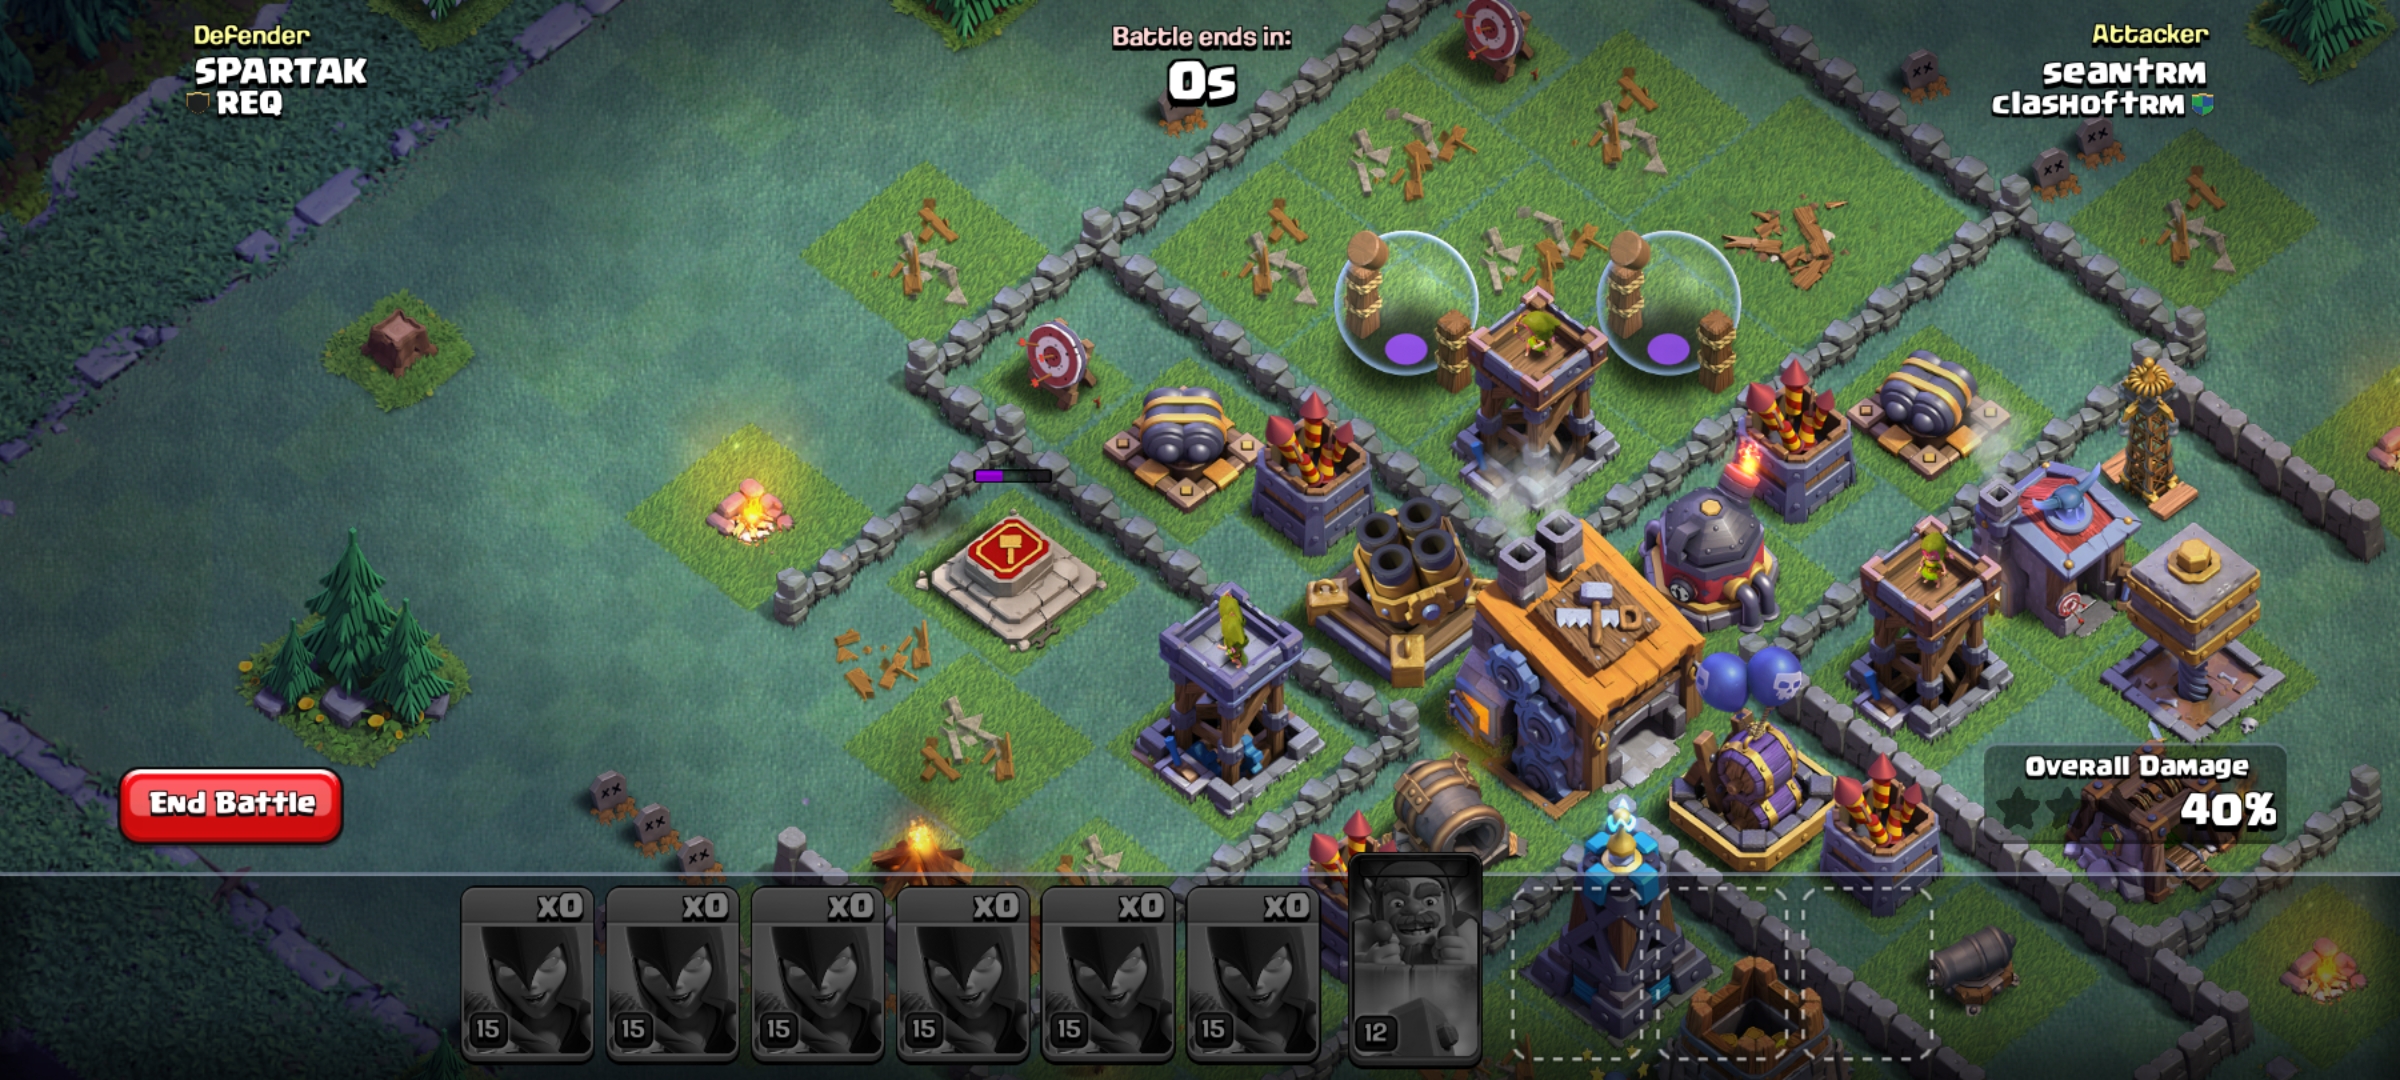 Defender
SPARTAK
REQ
Battle ends in:
0s
Attacker
seantRM
clashoftRM
End Battle
Overall Damage
40%
x0
x0
x0
x0
x0
x0
15
15
15
15
15
15
12